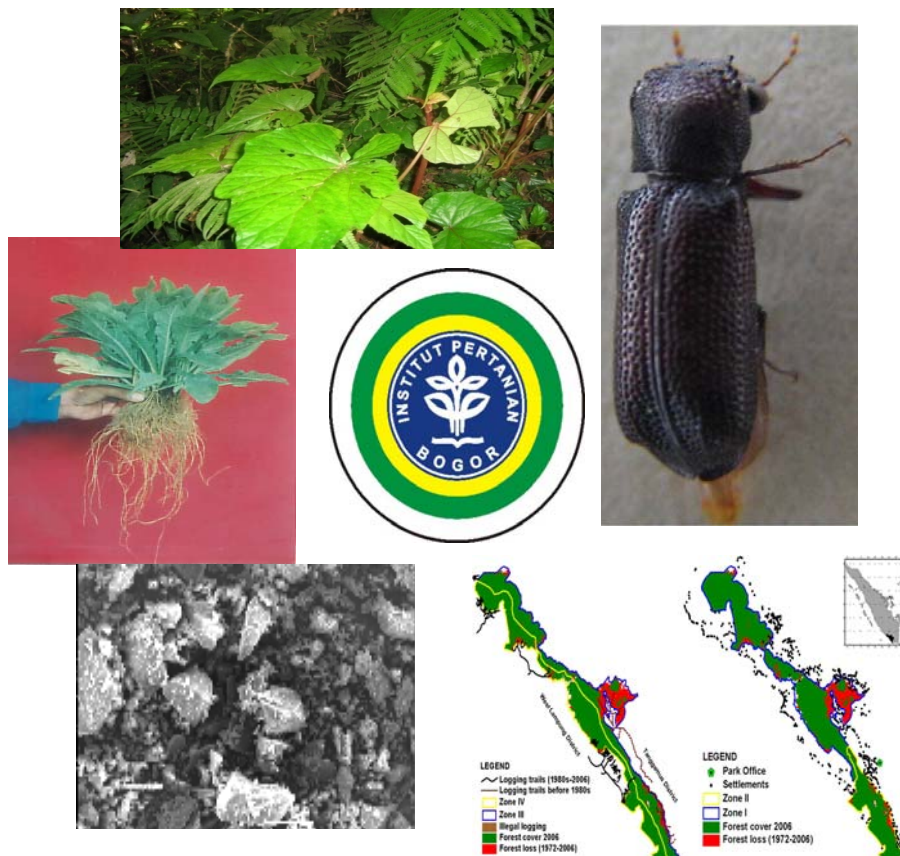 INSTITUT PERTANIAN
BOGOR
West Lampung District
Tanggamus District
LEGEND
Logging trails (1980s-2006)
Logging trails before 1980s
Zone IV
Zone III
Illegal logging
Forest cover 2006
Forest loss (1972-2006)
LEGEND
Park Office
Settlements
Zone II
Zone I
Forest cover 2006
Forest loss (1972-2006)